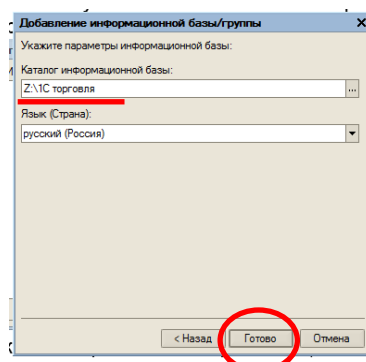 Добавление информационной базы/группы X
Укажите параметры информационной базы:
Каталог информационной базы:
Z:\1С торговля ...
Язык (Страна):
русский (Россия)
< Назад Готово Отмена